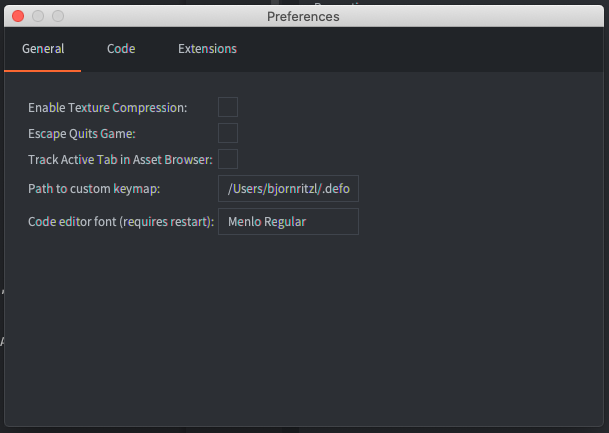 Preferences
General
Code
Extensions
Enable Texture Compression:
Escape Quits Game:
Track Active Tab in Asset Browser:
Path to custom keymap:
/Users/bjornritzl/.defo
Code editor font (requires restart):
Menlo Regular